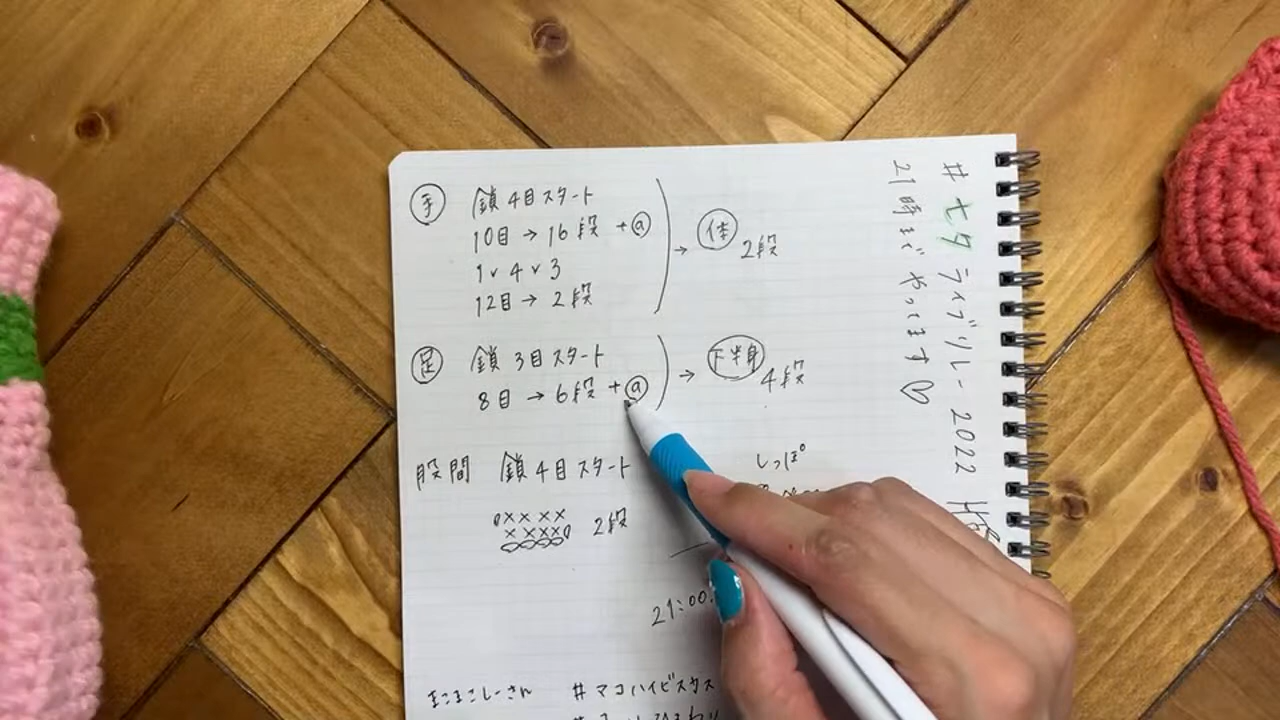 手 鎖4目スタート
10目→16段 +ⓐ → 体 2段
1v4v3
12目→2段
足 鎖3目スタート
8目→6段 +ⓐ → 下半身 4段
股間 鎖4目スタート
2段
しっぽ
21:00
まこまこしーさん #マコハイビスカス
#七夕ライブリレー2022
21時までやってます♡